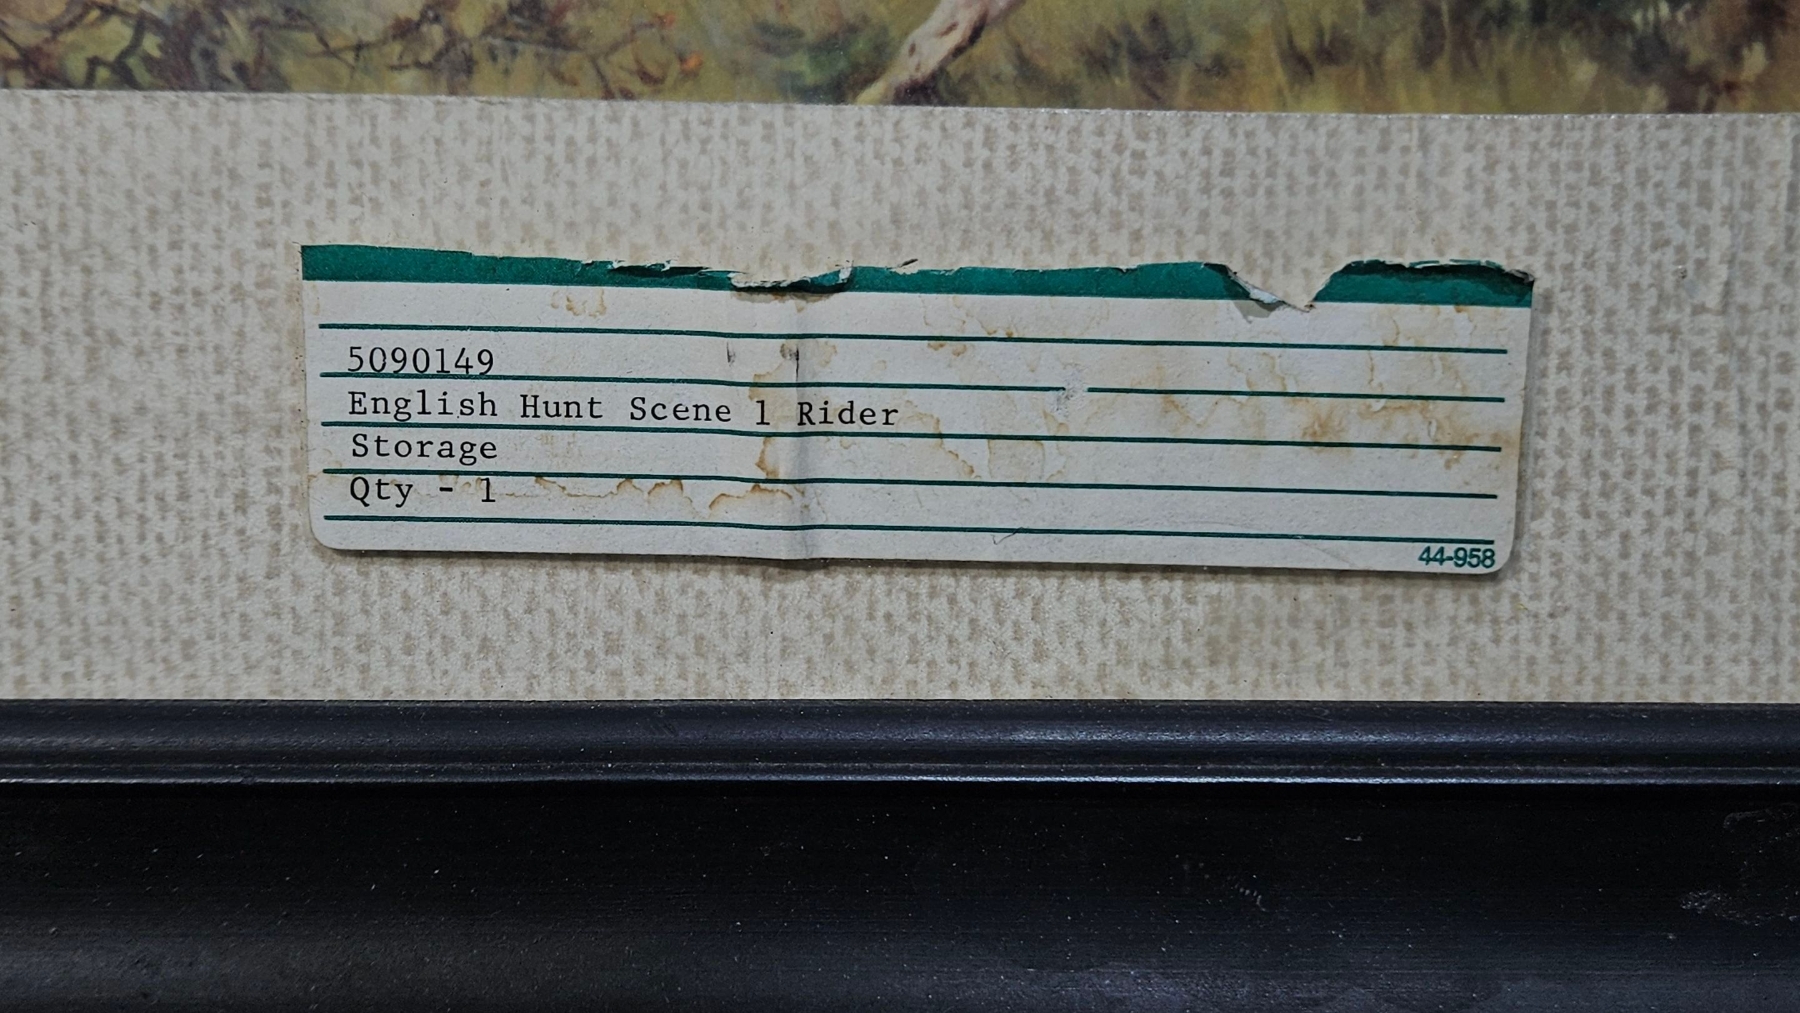 5090149
English Hunt Scene 1 Rider
Storage
Qty - 1
44-958